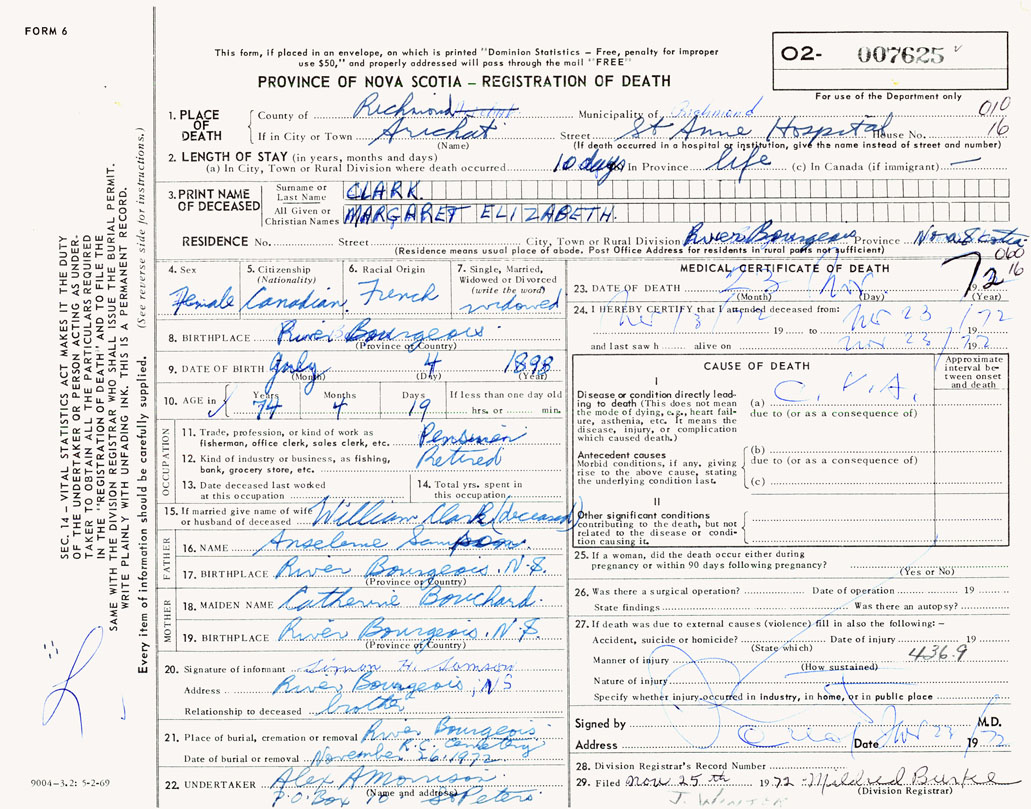 FORM 6
This form, if placed in an envelope, on which is printed "Dominion Statistics — Free, penalty for improper
use $50," and properly addressed will pass through the mail "FREE"
PROVINCE OF NOVA SCOTIA — REGISTRATION OF DEATH
O2- 007625
For use of the Department only
1. PLACE OF DEATH
County of Richmond Municipality of Richmond 010
If in City or Town Arichat Street St Anne Hospital House No. 16
(Name) (If death occurred in a hospital or institution, give the name instead of street and number)
2. LENGTH OF STAY (in years, months and days)
(a) In City, Town or Rural District where death occurred 10 days (b) In Province life (c) In Canada (if immigrant) —
3. PRINT NAME OF DECEASED
Surname or Last Name CLARK.
All Given or Christian Names MARGARET ELIZABETH.
RESIDENCE No. Street City, Town or Rural Division River Bourgeois Province Nova Scotia
(Residence means usual place of abode. Post Office Address for residents in rural parts not sufficient)
060
16
4. Sex Female
5. Citizenship (Nationality) Canadian
6. Racial Origin French
7. Single, Married, Widowed or Divorced (write the word) widowed
8. BIRTHPLACE River Bourgeois
(Province or Country)
9. DATE OF BIRTH July 4 1898
(Month) (Day) (Year)
10. AGE in Years 74 Months 4 Days 19 If less than one day old hrs. or min.
OCCUPATION
11. Trade, profession, or kind of work as fisherman, office clerk, sales clerk, etc. Pensioner
12. Kind of industry or business, as fishing, bank, grocery store, etc. Retired
13. Date deceased last worked at this occupation
14. Total yrs. spent in this occupation
15. If married give name of wife or husband of deceased William Clark (deceased)
FATHER
16. NAME Anselme Sampson
17. BIRTHPLACE River Bourgeois. N.S.
(Province or Country)
MOTHER
18. MAIDEN NAME Catherine Bouchard.
19. BIRTHPLACE River Bourgeois. N.S.
(Province or Country)
20. Signature of informant Simon H. Samson
Address River Bourgeois, NS
Relationship to deceased brother
21. Place of burial, cremation or removal River Bourgeois
R.C. Cemetery
Date of burial or removal November 26, 1972
22. UNDERTAKER Alex A Morrison
(Name and address)
P.O. Box 70 St Peters
MEDICAL CERTIFICATE OF DEATH
23. DATE OF DEATH 23 Nov 1972
(Month) (Day) (Year)
24. I HEREBY CERTIFY that I attended deceased from:
Nov 13/72 19 to Nov 23 1972
and last saw h alive on Nov 23 1972
CAUSE OF DEATH
Approximate interval between onset and death
I
Disease or condition directly leading to death (This does not mean the mode of dying, e.g., heart failure, asthenia, etc. It means the disease, injury, or complication which caused death.)
(a) C.V.A.
due to (or as a consequence of)
Antecedent causes
Morbid conditions, if any, giving rise to the above cause, stating the underlying condition last.
(b)
due to (or as a consequence of)
(c)
II
Other significant conditions contributing to the death, but not related to the disease or condition causing it.
25. If a woman, did the death occur either during pregnancy or within 90 days following pregnancy?
(Yes or No)
26. Was there a surgical operation? Date of operation 19
State findings Was there an autopsy?
27. If death was due to external causes (violence) fill in also the following: —
Accident, suicide or homicide? Date of injury 19
(State which) 436.9
Manner of injury
(How sustained)
Nature of injury
Specify whether injury occurred in industry, in home, or in public place
Signed by M.D.
Address Date Nov 23 1972
28. Division Registrar's Record Number
29. Filed Nov. 25th 1972 Mildred Burke
(Division Registrar)
SEC. 14 — VITAL STATISTICS ACT MAKES IT THE DUTY
OF THE UNDERTAKER OR PERSON ACTING AS UNDER-
TAKER TO OBTAIN ALL THE PARTICULARS REQUIRED
IN THE "REGISTRATION OF DEATH" AND TO FILE THE
SAME WITH THE DIVISION REGISTRAR WHO SHALL ISSUE THE BURIAL PERMIT.
WRITE PLAINLY WITH UNFADING INK. THIS IS A PERMANENT RECORD.
Every item of information should be carefully supplied. (See reverse side for instructions.)
9004-3.2: 5-2-69